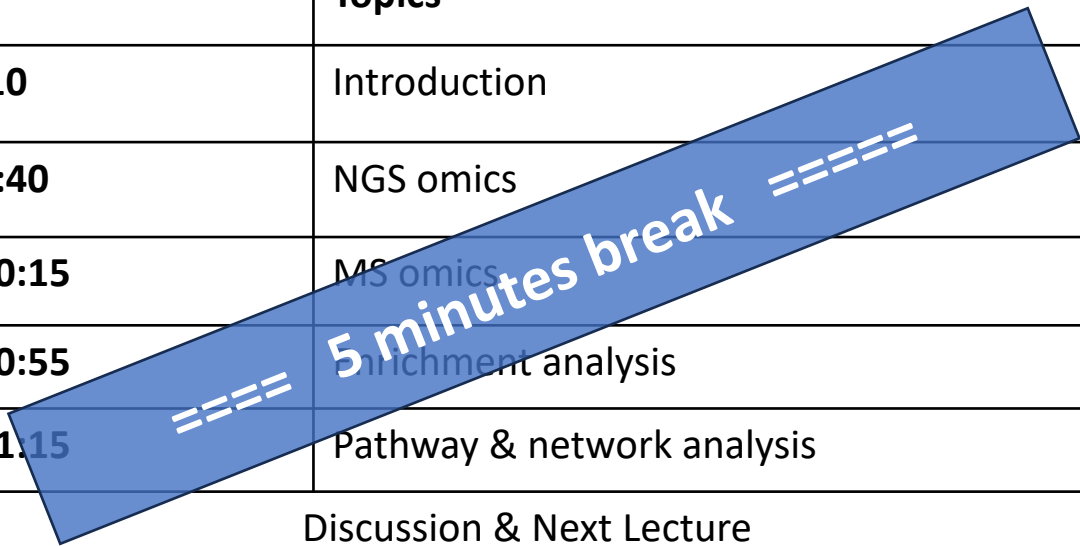 Topics
10 Introduction
:40 NGS omics
0:15 MS omics
0:55 Enrichment analysis
1:15 Pathway & network analysis
Discussion & Next Lecture
==== 5 minutes break =====